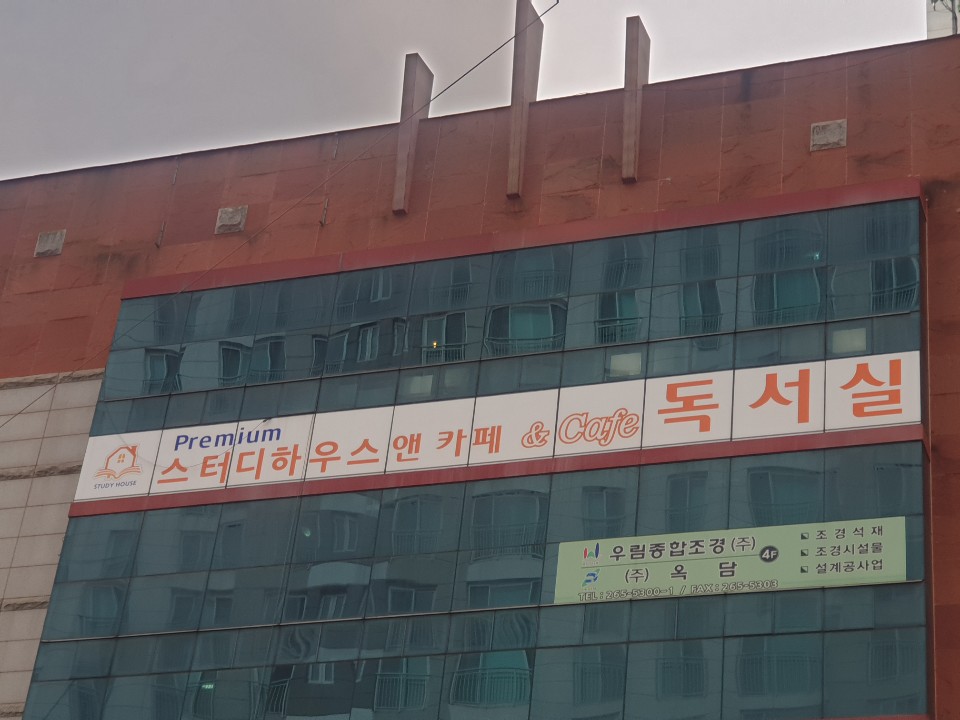 STUDY HOUSE
Premium
스터디하우스앤 카페 & Cafe 독서실
우림종합조경(주) 4F
(주) 옥 담
TEL:265-5300~1 / FAX:265-5303
조 경 석 재
조경시설물
설계공사업